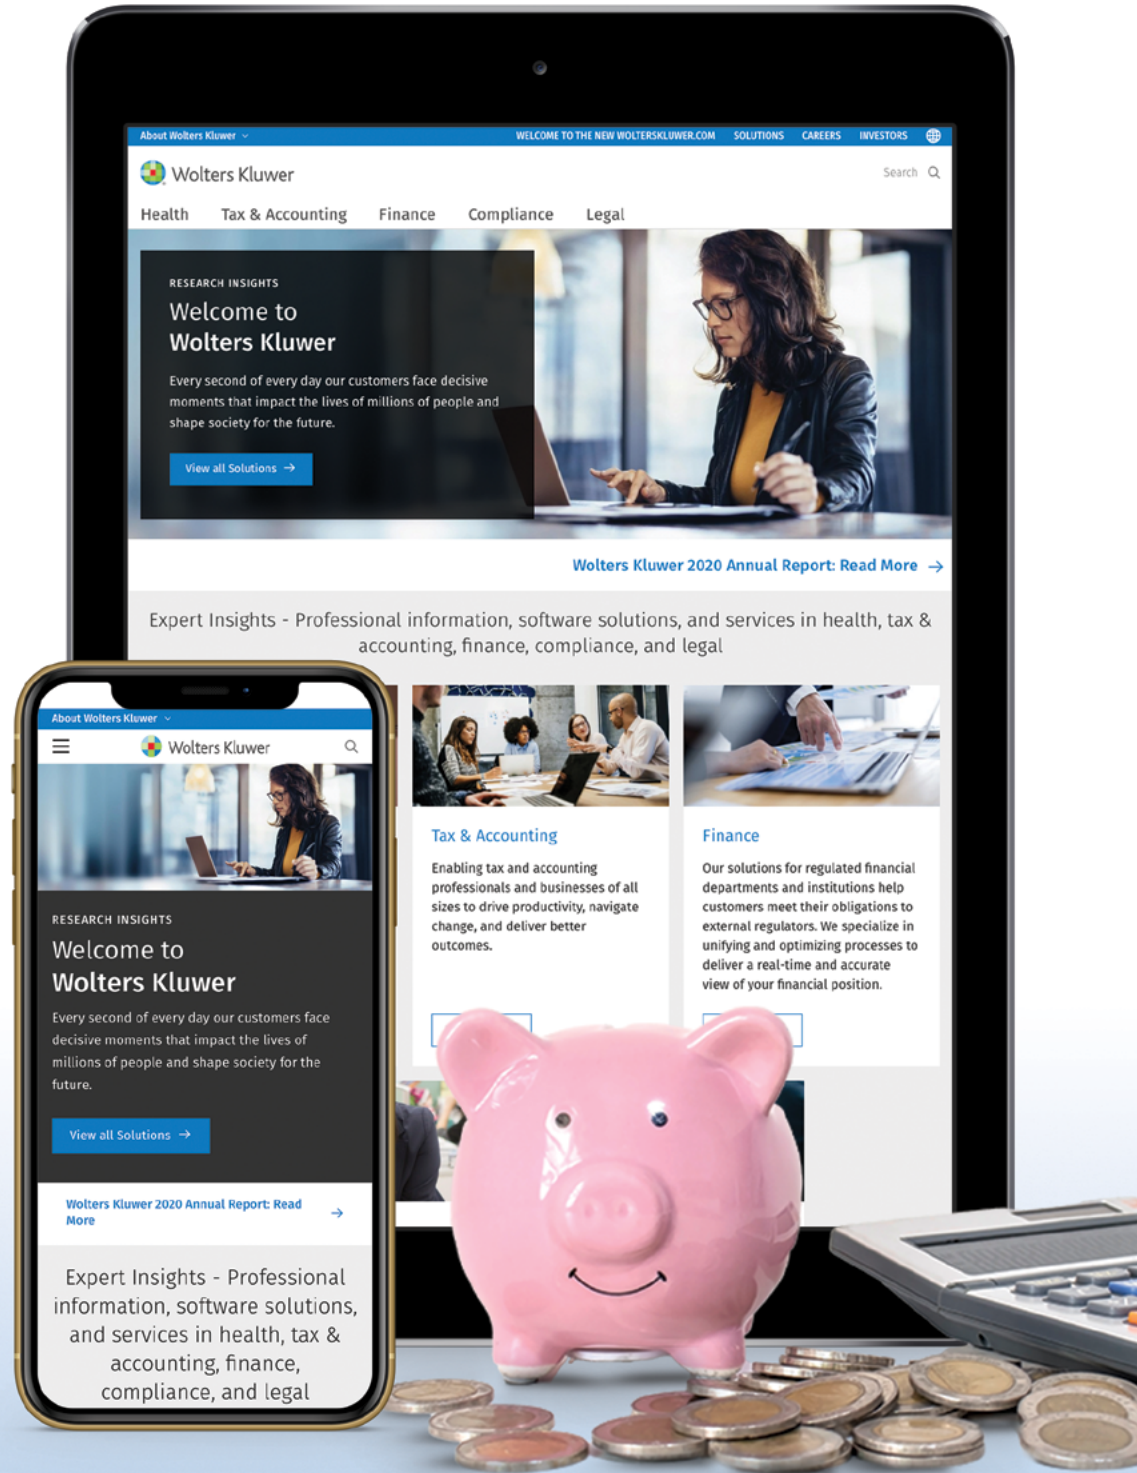 About Wolters Kluwer
WELCOME TO THE NEW WOLTERSKLUWER.COM SOLUTIONS CAREERS INVESTORS
Wolters Kluwer
Search
Health Tax & Accounting Finance Compliance Legal
RESEARCH INSIGHTS
Welcome to
Wolters Kluwer
Every second of every day our customers face decisive
moments that impact the lives of millions of people and
shape society for the future.
View all Solutions →
Wolters Kluwer 2020 Annual Report: Read More →
Expert Insights - Professional information, software solutions, and services in health, tax &
accounting, finance, compliance, and legal
Tax & Accounting
Enabling tax and accounting
professionals and businesses of all
sizes to drive productivity, navigate
change, and deliver better
outcomes.
Finance
Our solutions for regulated financial
departments and institutions help
customers meet their obligations to
external regulators. We specialize in
unifying and optimizing processes to
deliver a real-time and accurate
view of your financial position.
About Wolters Kluwer
Wolters Kluwer
RESEARCH INSIGHTS
Welcome to
Wolters Kluwer
Every second of every day our customers face
decisive moments that impact the lives of
millions of people and shape society for the
future.
View all Solutions →
Wolters Kluwer 2020 Annual Report: Read
More →
Expert Insights - Professional
information, software solutions,
and services in health, tax &
accounting, finance,
compliance, and legal